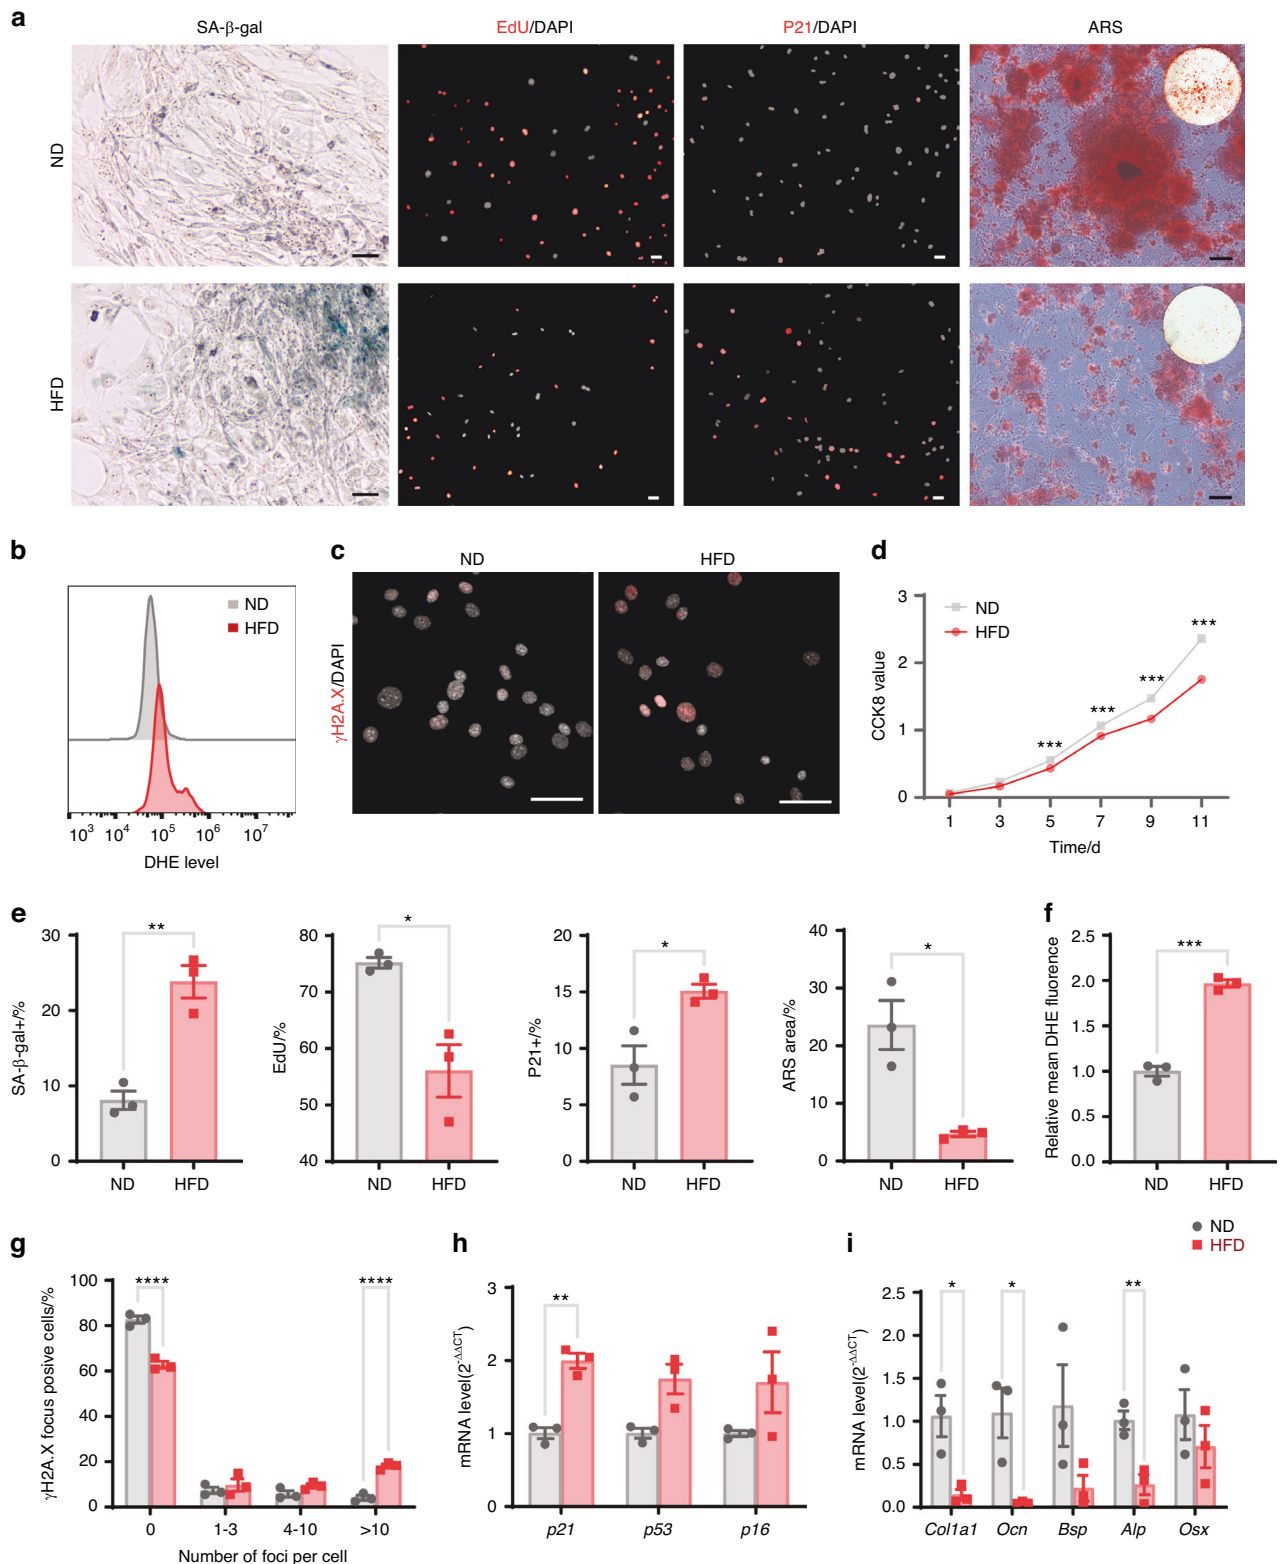 a
SA-β-gal EdU/DAPI P21/DAPI ARS
ND
HFD
b
ND
HFD
10³ 10⁴ 10⁵ 10⁶ 10⁷
DHE level
c
ND HFD
γH2A.X/DAPI
d
3
2
1
0
CCK8 value
ND
HFD
*** *** *** *** 
1 3 5 7 9 11
Time/d
e
30
20
10
0
SA-β-gal+/%
**
ND HFD
80
70
60
50
40
EdU/%
*
ND HFD
20
15
10
5
0
P21+/%
*
ND HFD
40
30
20
10
0
ARS area/%
*
ND HFD
f
2.5
2.0
1.5
1.0
0.5
0.0
Relative mean DHE fluorence
***
ND HFD
g
100
80
60
40
20
0
γH2A.X focus posive cells/%
**** ****
0 1-3 4-10 >10
Number of foci per cell
h
3
2
1
0
mRNA level(2⁻ΔΔCT)
**
p21 p53 p16
i
ND
HFD
2.5
2.0
1.5
1.0
0.5
0.0
mRNA level(2⁻ΔΔCT)
* * **
Col1a1 Ocn Bsp Alp Osx